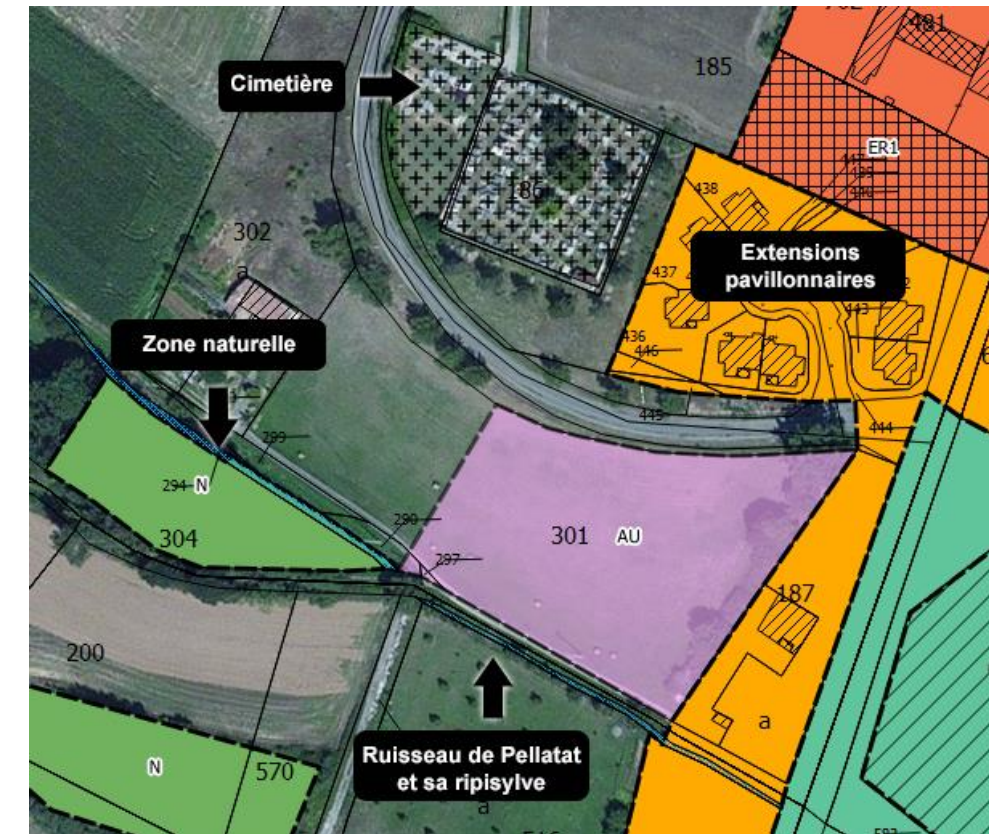 481
185
Cimetière
ER1
186
438
302
a
Extensions
pavillonnaires
437
443
Zone naturelle
436
446
445
444
299
294
N
290
301
AU
304
297
187
200
a
Ruisseau de Pellatat
et sa ripisylve
N
570
a